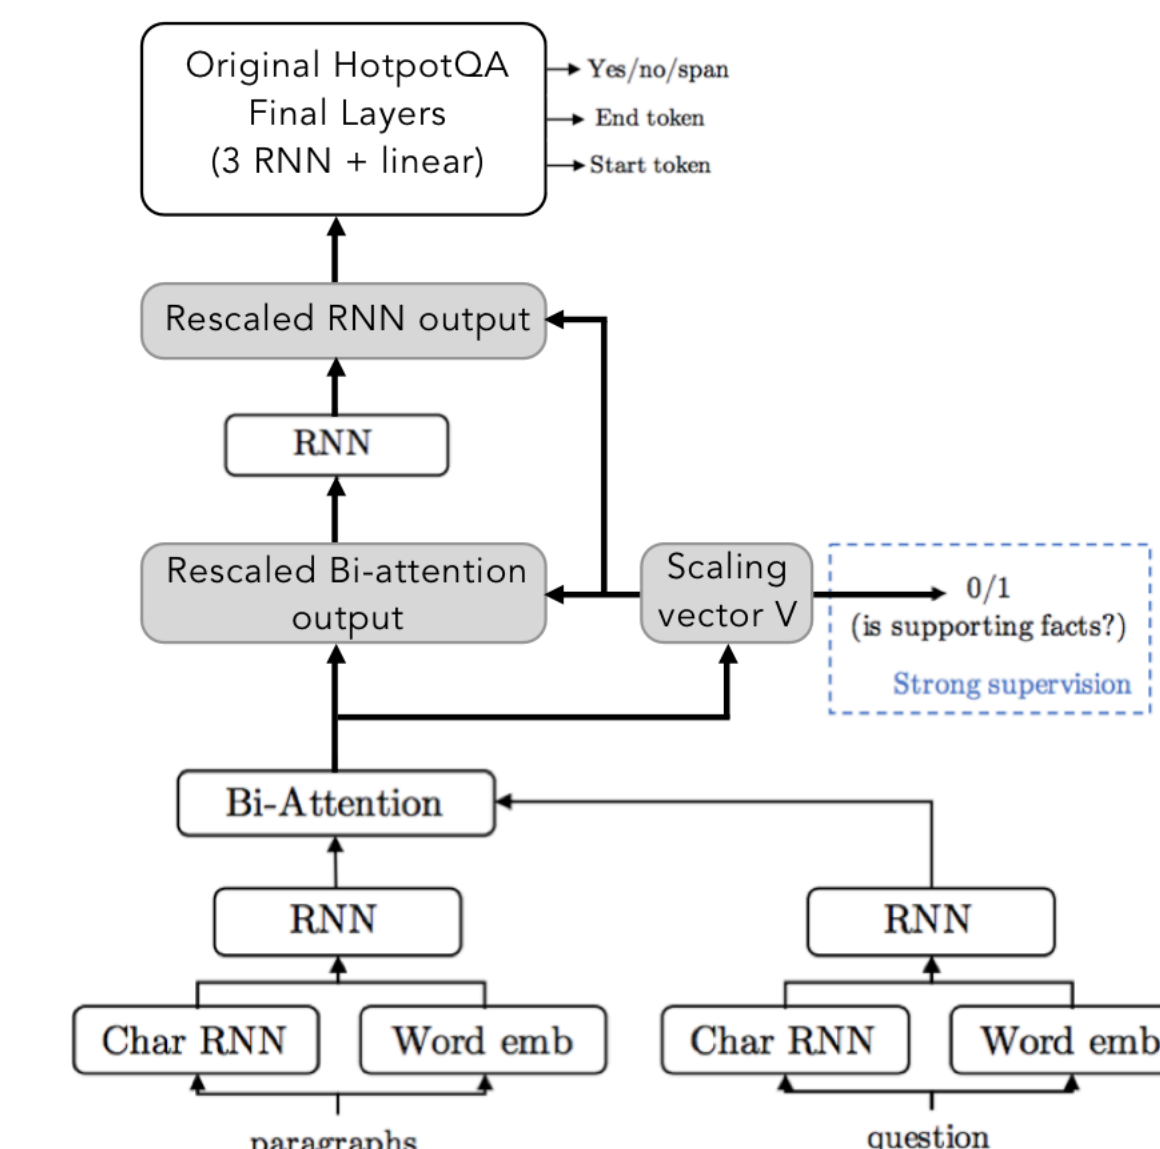 Original HotpotQA
Final Layers
(3 RNN + linear)
Yes/no/span
End token
Start token
Rescaled RNN output
RNN
Rescaled Bi-attention
output
Scaling
vector V
0/1
(is supporting facts?)
Strong supervision
Bi-Attention
RNN
RNN
Char RNN
Word emb
Char RNN
Word emb
paragraphs
question